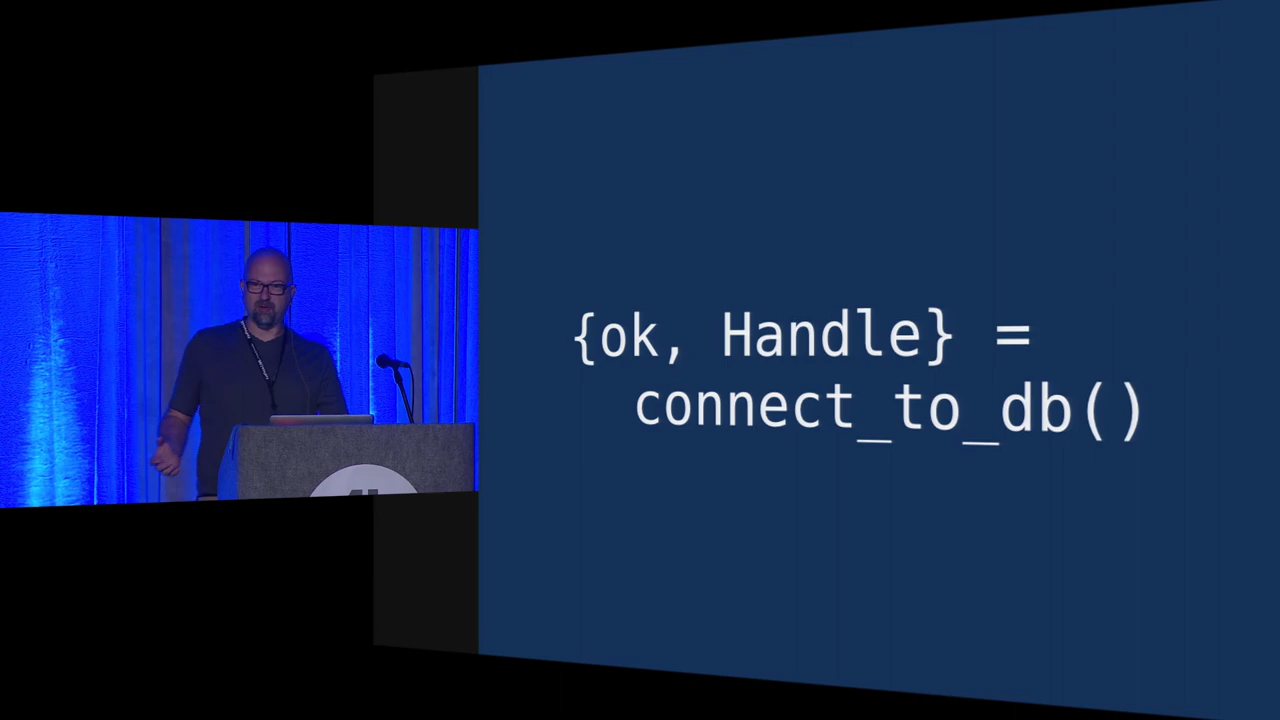 {ok, Handle} =
connect_to_db()